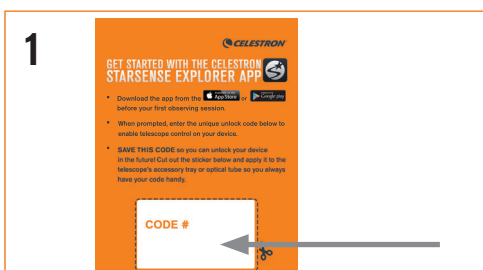 1
CELESTRON
GET STARTED WITH THE CELESTRON
STARSENSE EXPLORER APP
• Download the app from the App Store or Google play
before your first observing session.
• When prompted, enter the unique unlock code below to
enable telescope control on your device.
• SAVE THIS CODE so you can unlock your device
in the future! Cut out the sticker below and apply it to the
telescope's accessory tray or optical tube so you always
have your code handy.
CODE #